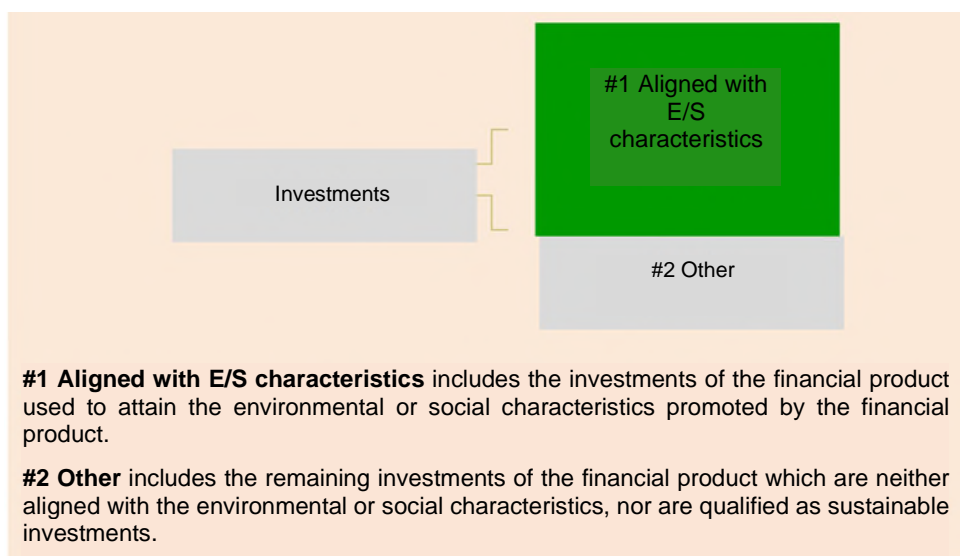 #1 Aligned with
E/S
characteristics
Investments
#2 Other
#1 Aligned with E/S characteristics includes the investments of the financial product
used to attain the environmental or social characteristics promoted by the financial
product.
#2 Other includes the remaining investments of the financial product which are neither
aligned with the environmental or social characteristics, nor are qualified as sustainable
investments.